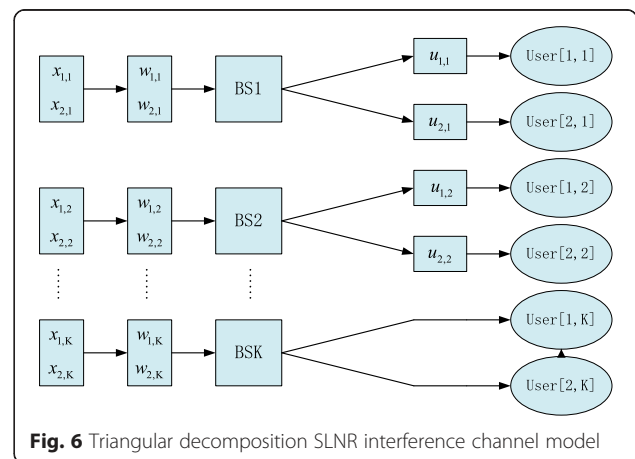 x1,1 w1,1 BS1 u1,1 User[1,1]
x2,1 w2,1 u2,1 User[2,1]
x1,2 w1,2 BS2 u1,2 User[1,2]
x2,2 w2,2 u2,2 User[2,2]
x1,K w1,K BSK User[1,K]
x2,K w2,K User[2,K]
Fig. 6 Triangular decomposition SLNR interference channel model